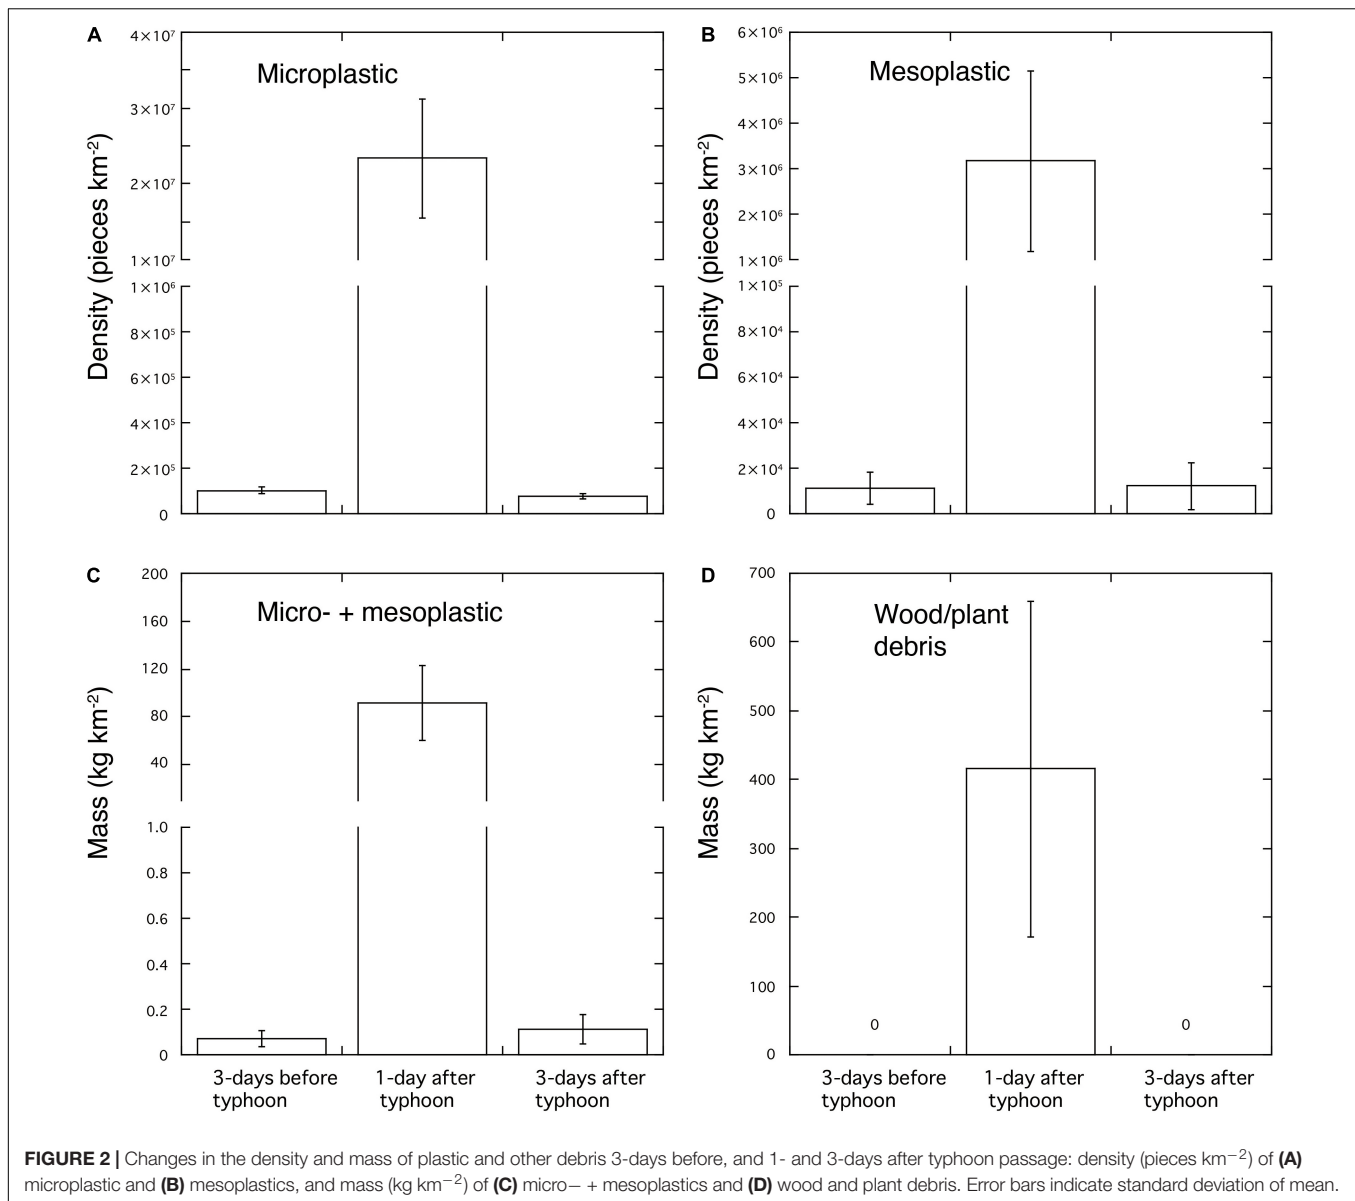 A
Microplastic
Density (pieces km⁻²)
4×10⁷
3×10⁷
2×10⁷
1×10⁷
1×10⁶
8×10⁵
6×10⁵
4×10⁵
2×10⁵
0
B
Mesoplastic
Density (pieces km⁻²)
6×10⁶
5×10⁶
4×10⁶
3×10⁶
2×10⁶
1×10⁶
1×10⁵
8×10⁴
6×10⁴
4×10⁴
2×10⁴
0
C
Micro- + mesoplastic
Mass (kg km⁻²)
200
160
120
80
40
1.0
0.8
0.6
0.4
0.2
0
3-days before
typhoon
1-day after
typhoon
3-days after
typhoon
D
Wood/plant
debris
Mass (kg km⁻²)
700
600
500
400
300
200
100
0
0
0
3-days before
typhoon
1-day after
typhoon
3-days after
typhoon
FIGURE 2 | Changes in the density and mass of plastic and other debris 3-days before, and 1- and 3-days after typhoon passage: density (pieces km⁻²) of (A)
microplastic and (B) mesoplastics, and mass (kg km⁻²) of (C) micro− + mesoplastics and (D) wood and plant debris. Error bars indicate standard deviation of mean.